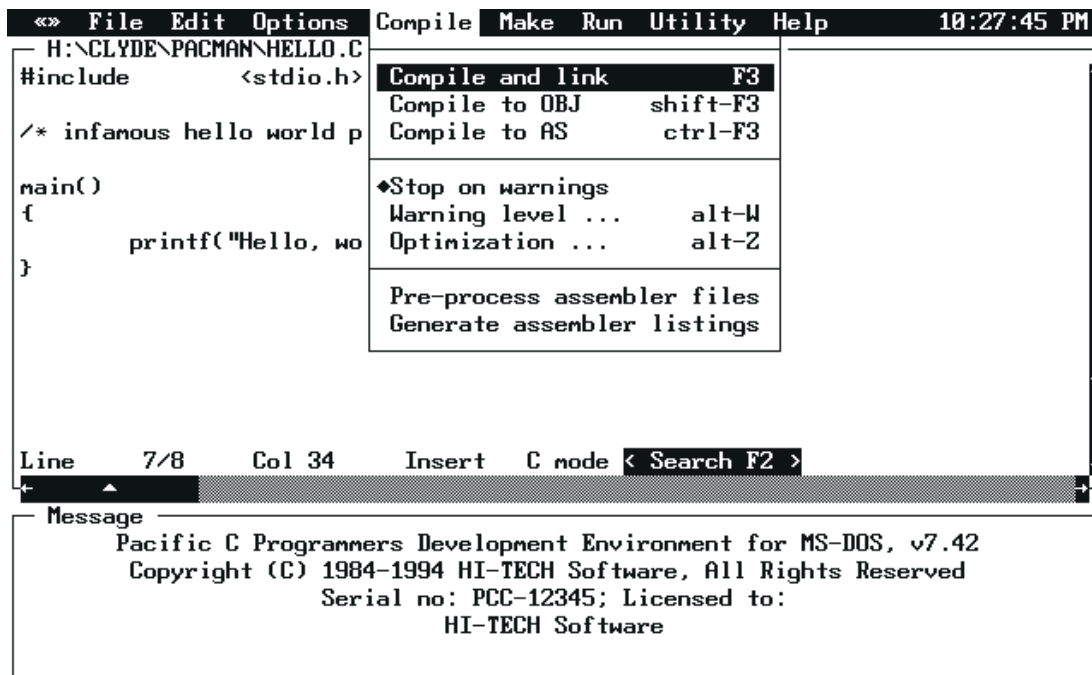 «» File Edit Options Compile Make Run Utility Help 10:27:45 PM
H:\CLYDE\PACMAN\HELLO.C
#include <stdio.h>
/* infamous hello world p
main()
{
printf("Hello, wo
}
Compile and link F3
Compile to OBJ shift-F3
Compile to AS ctrl-F3
◆Stop on warnings
Warning level ... alt-W
Optimization ... alt-Z
Pre-process assembler files
Generate assembler listings
Line 7/8 Col 34 Insert C mode < Search F2 >
Message
Pacific C Programmers Development Environment for MS-DOS, v7.42
Copyright (C) 1984-1994 HI-TECH Software, All Rights Reserved
Serial no: PCC-12345; Licensed to:
HI-TECH Software